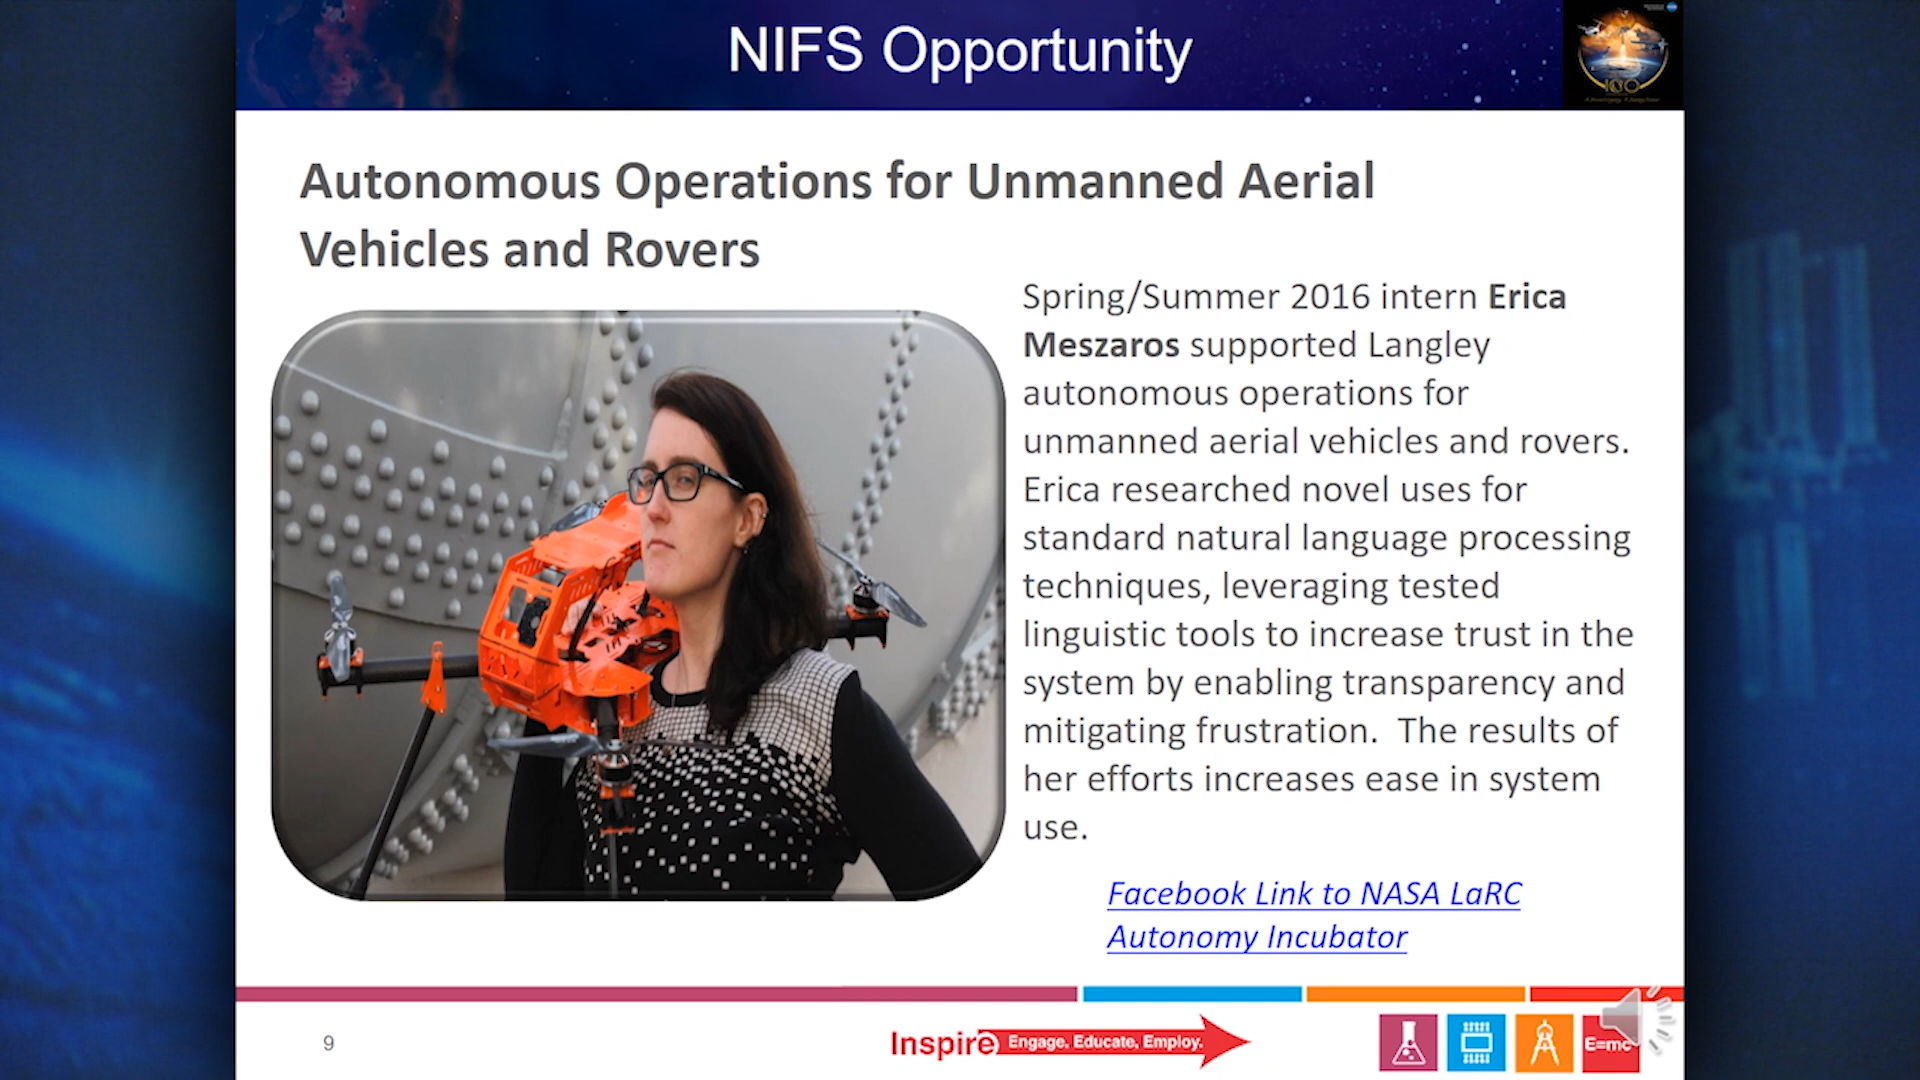 NIFS Opportunity
100
Autonomous Operations for Unmanned Aerial
Vehicles and Rovers
Spring/Summer 2016 intern Erica
Meszaros supported Langley
autonomous operations for
unmanned aerial vehicles and rovers.
Erica researched novel uses for
standard natural language processing
techniques, leveraging tested
linguistic tools to increase trust in the
system by enabling transparency and
mitigating frustration.  The results of
her efforts increases ease in system
use.
Facebook Link to NASA LaRC
Autonomy Incubator
9
Inspire Engage. Educate, Employ.
E=mc